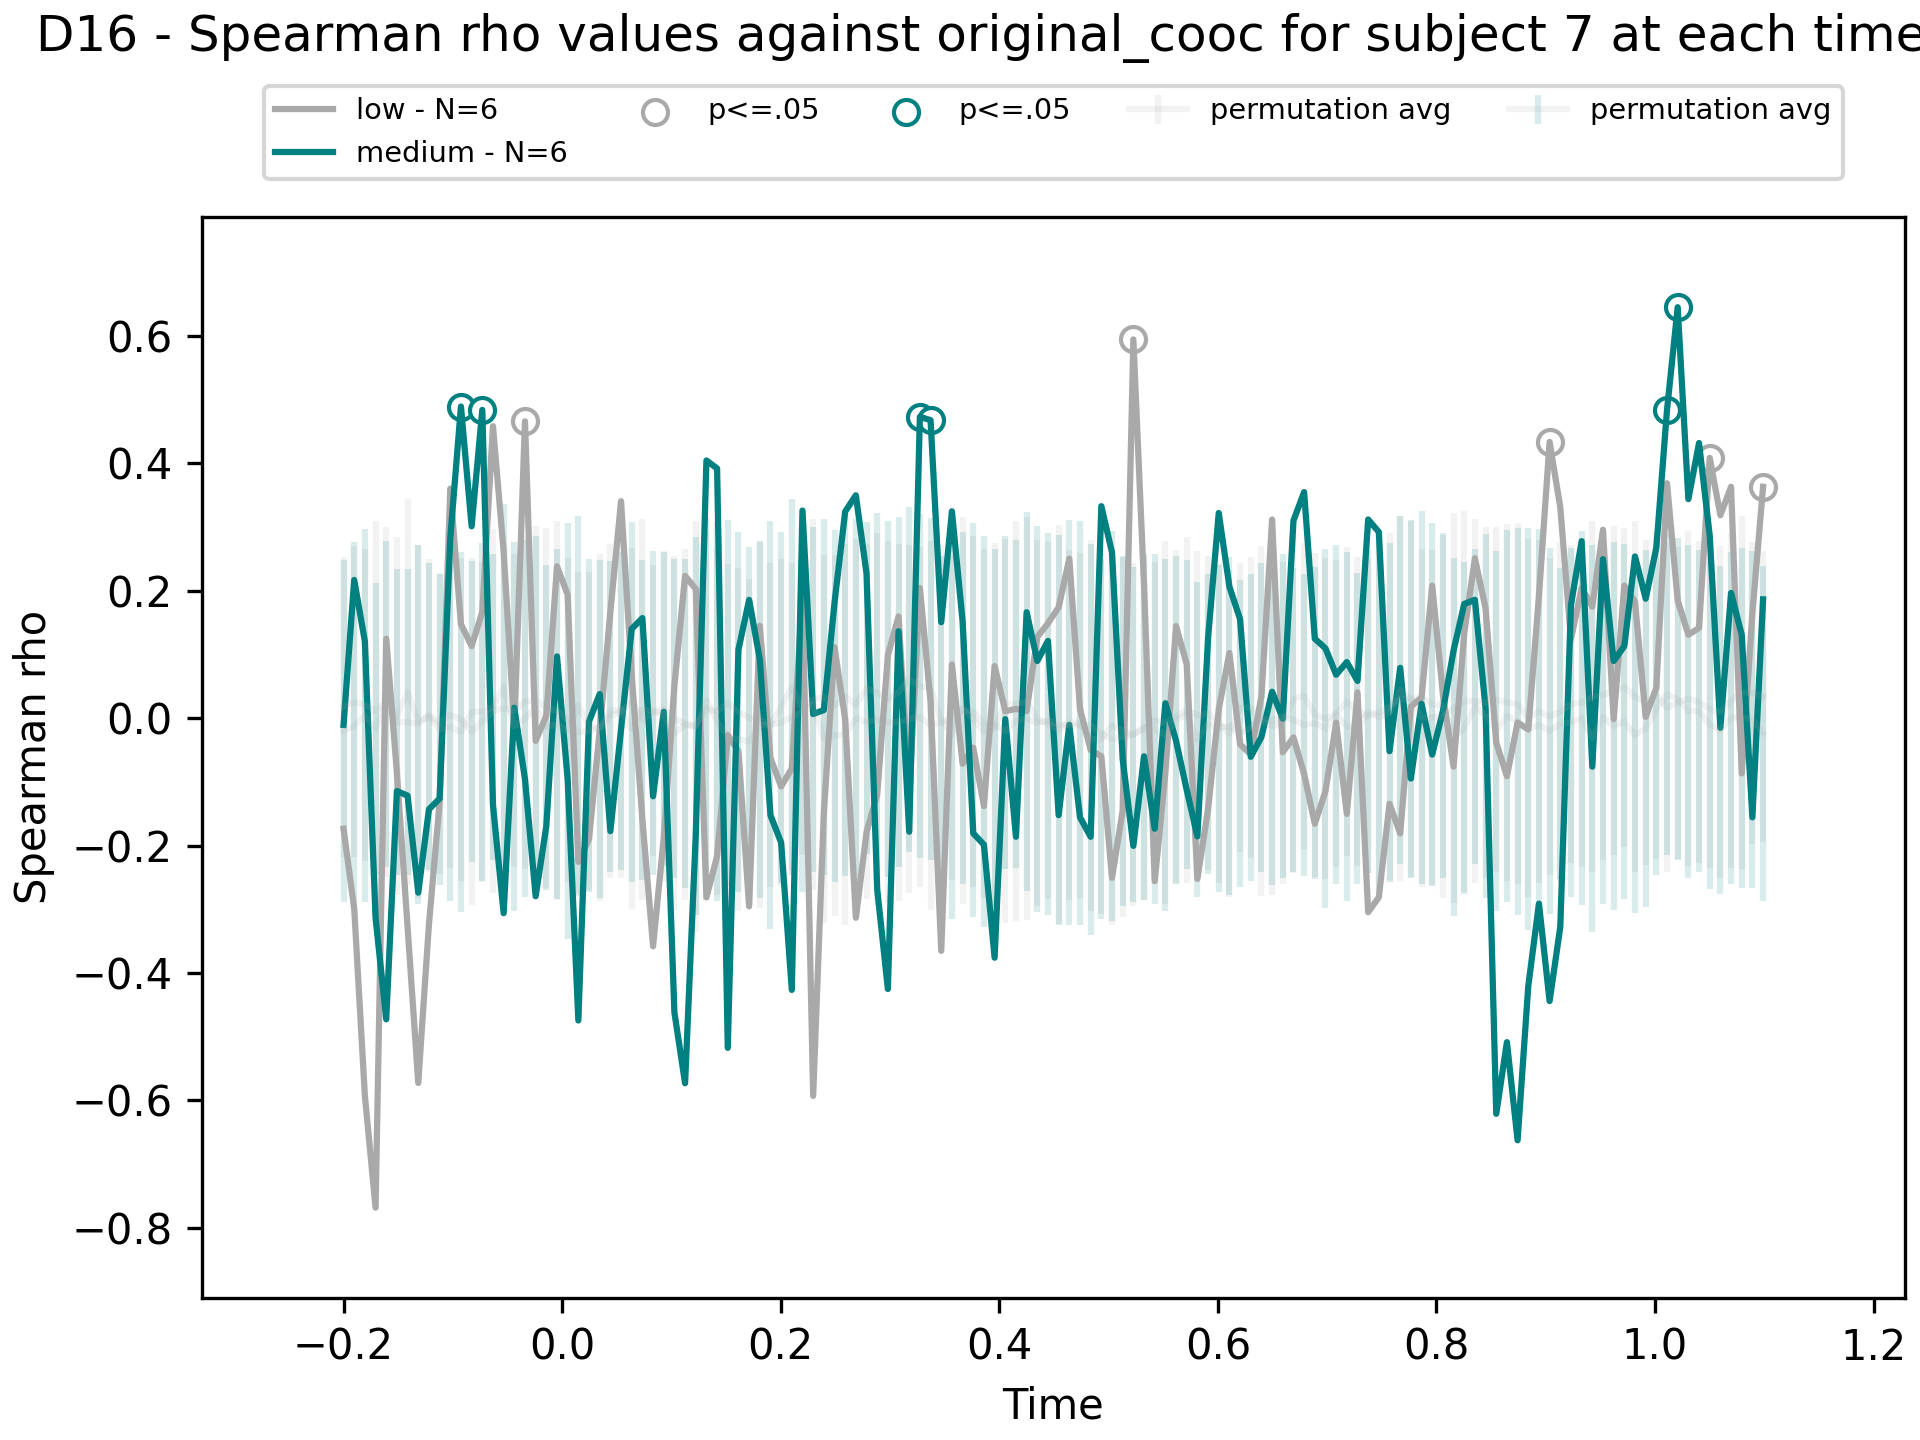 D16 - Spearman rho values against original_cooc for subject 7 at each time
low - N=6
medium - N=6
p<=.05
p<=.05
permutation avg
permutation avg
Spearman rho
0.6
0.4
0.2
0.0
−0.2
−0.4
−0.6
−0.8
−0.2
0.0
0.2
0.4
0.6
0.8
1.0
1.2
Time